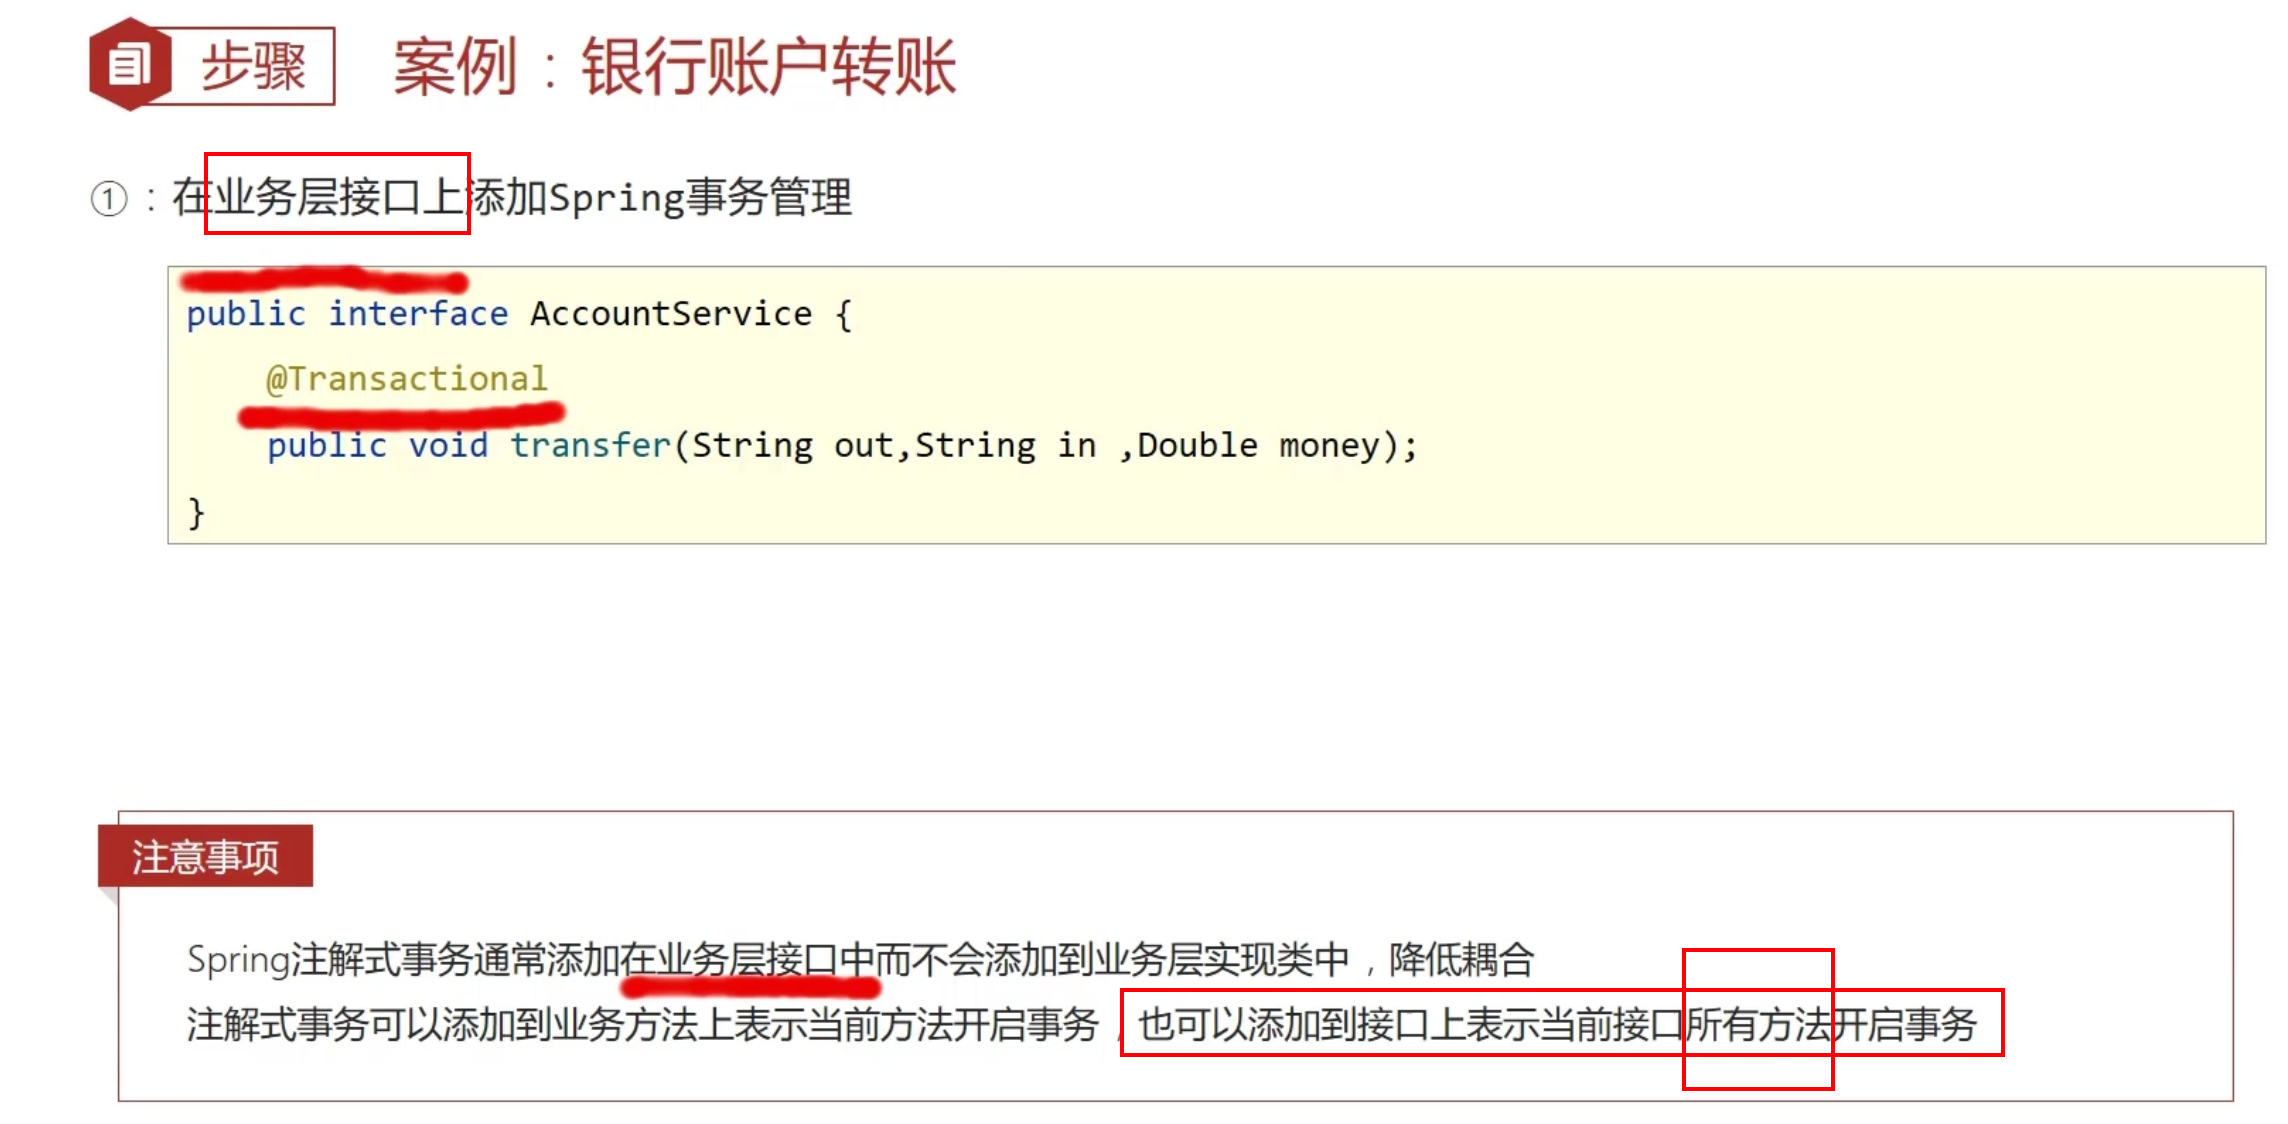 步骤 案例：银行账户转账
①：在业务层接口上添加Spring事务管理
public interface AccountService {
@Transactional
public void transfer(String out,String in ,Double money);
}
注意事项
Spring注解式事务通常添加在业务层接口中而不会添加到业务层实现类中，降低耦合
注解式事务可以添加到业务方法上表示当前方法开启事务，也可以添加到接口上表示当前接口所有方法开启事务